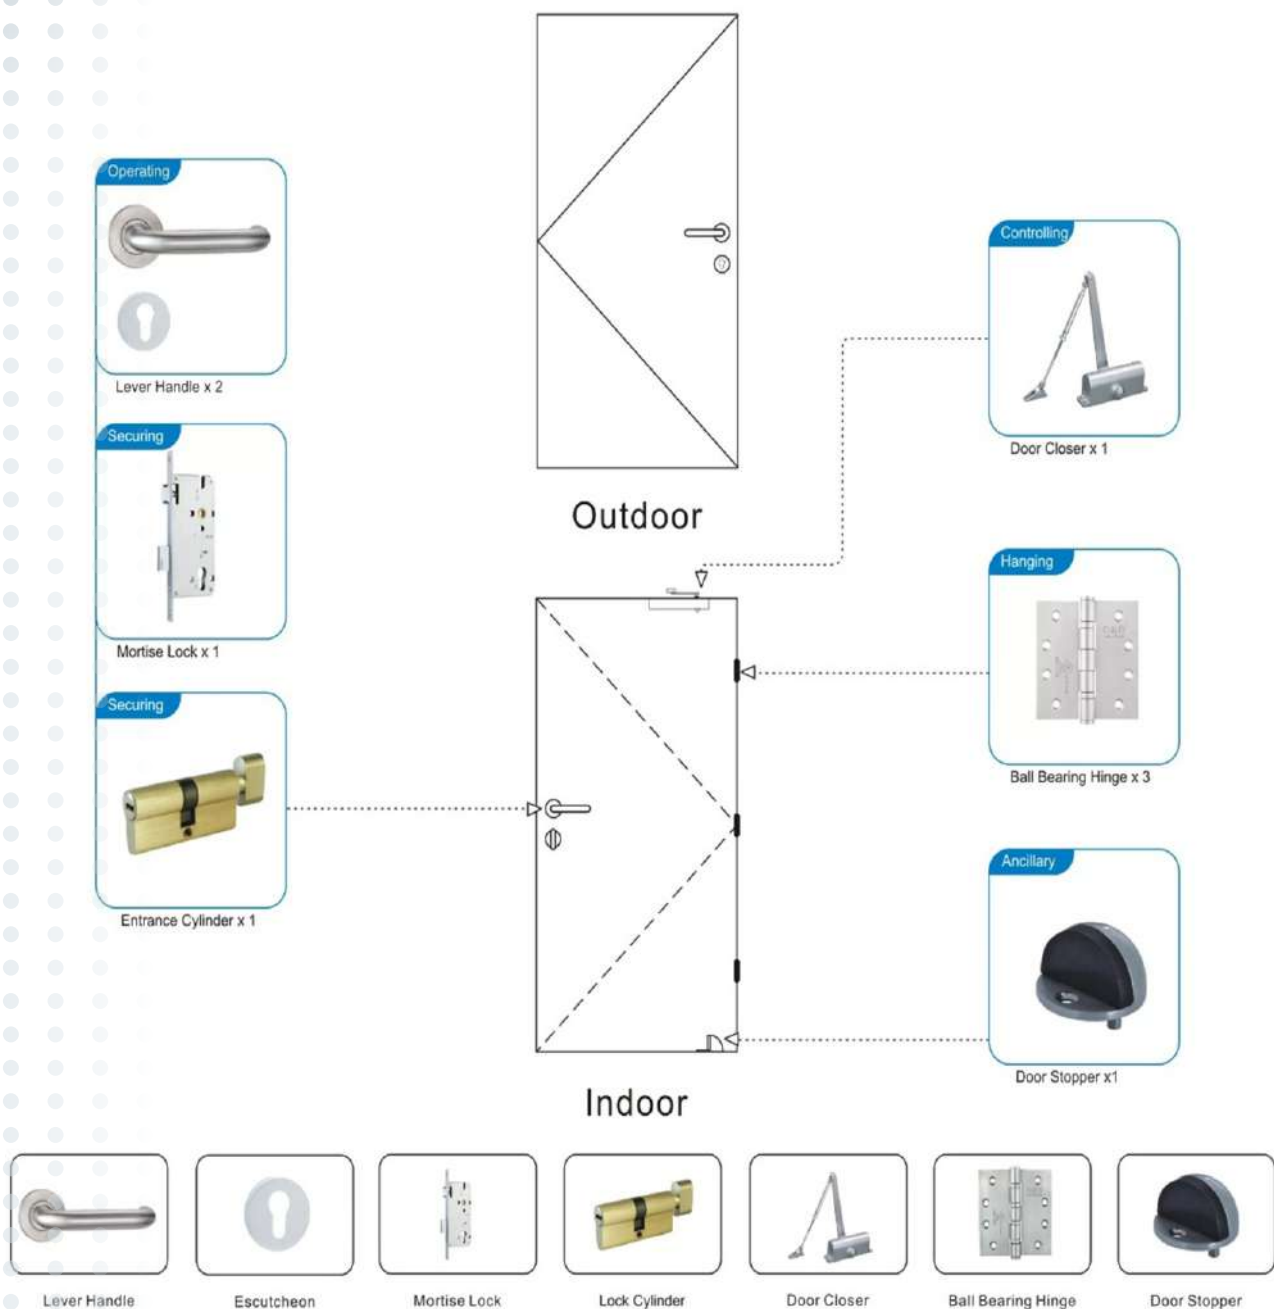 Operating
Lever Handle x 2
Securing
Mortise Lock x 1
Securing
Entrance Cylinder x 1
Outdoor
Controlling
Door Closer x 1
Hanging
Ball Bearing Hinge x 3
Ancillary
Door Stopper x1
Indoor
Lever Handle
Escutcheon
Mortise Lock
Lock Cylinder
Door Closer
Ball Bearing Hinge
Door Stopper